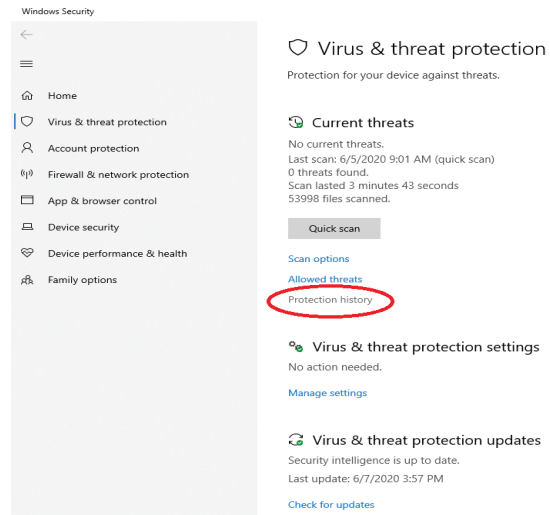 Windows Security
Home
Virus & threat protection
Account protection
Firewall & network protection
App & browser control
Device security
Device performance & health
Family options
Virus & threat protection
Protection for your device against threats.
Current threats
No current threats.
Last scan: 6/5/2020 9:01 AM (quick scan)
0 threats found.
Scan lasted 3 minutes 43 seconds
53998 files scanned.
Quick scan
Scan options
Allowed threats
Protection history
Virus & threat protection settings
No action needed.
Manage settings
Virus & threat protection updates
Security intelligence is up to date.
Last update: 6/7/2020 3:57 PM
Check for updates